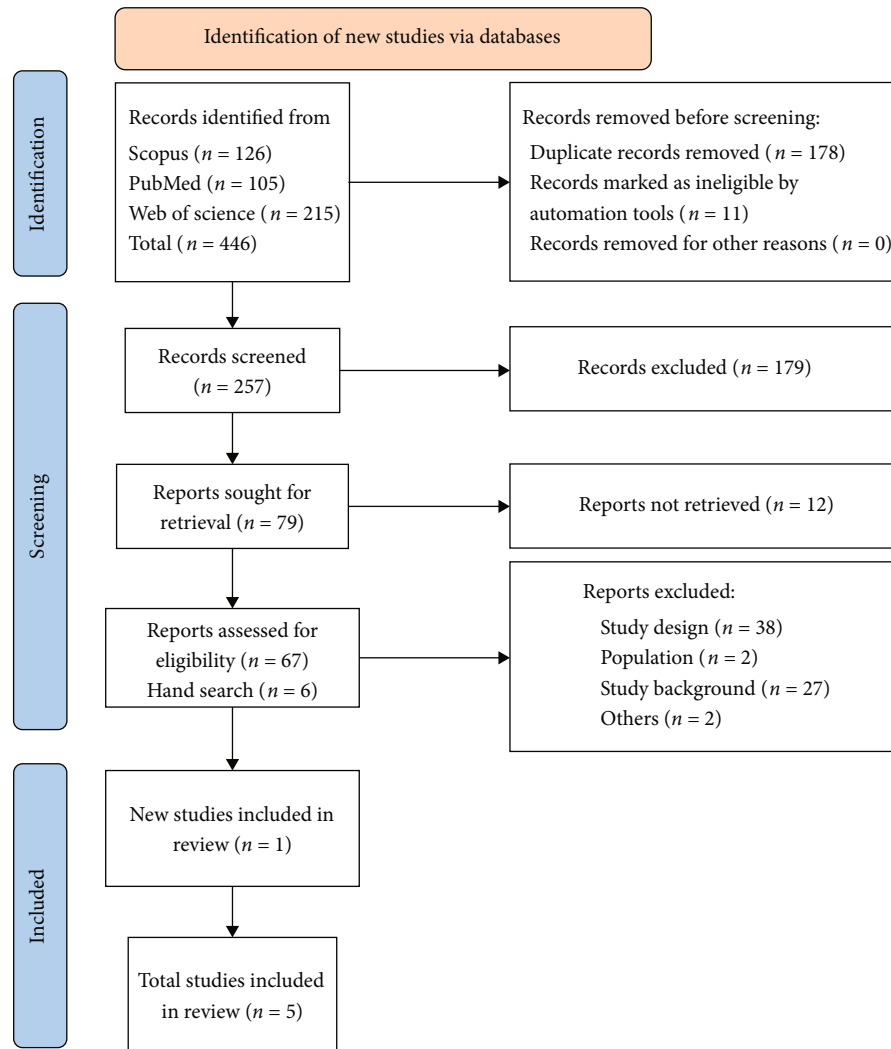 Identification of new studies via databases
Identification
Records identified from
Scopus (n = 126)
PubMed (n = 105)
Web of science (n = 215)
Total (n = 446)
Records removed before screening:
Duplicate records removed (n = 178)
Records marked as ineligible by
automation tools (n = 11)
Records removed for other reasons (n = 0)
Screening
Records screened
(n = 257)
Records excluded (n = 179)
Reports sought for
retrieval (n = 79)
Reports not retrieved (n = 12)
Reports assessed for
eligibility (n = 67)
Hand search (n = 6)
Reports excluded:
Study design (n = 38)
Population (n = 2)
Study background (n = 27)
Others (n = 2)
Included
New studies included in
review (n = 1)
Total studies included
in review (n = 5)